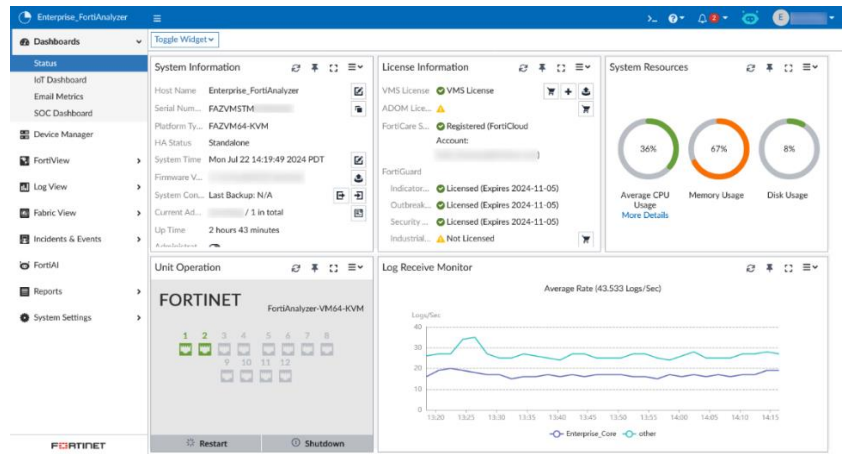 Enterprise_FortiAnalyzer
2
E
Dashboards
Status
IoT Dashboard
Email Metrics
SOC Dashboard
Device Manager
FortiView
Log View
Fabric View
Incidents & Events
FortiAI
Reports
System Settings
FORTINET
Toggle Widget
System Information
Host Name Enterprise_FortiAnalyzer
Serial Num... FAZVMSTM
Platform Ty... FAZVM64-KVM
HA Status Standalone
System Time Mon Jul 22 14:19:49 2024 PDT
Firmware V...
System Con... Last Backup: N/A
Current Ad... / 1 in total
Up Time 2 hours 43 minutes
License Information
VMS License VMS License
ADOM Lice...
FortiCare S... Registered (FortiCloud
Account:
)
FortiGuard
Indicator... Licensed (Expires 2024-11-05)
Outbreak... Licensed (Expires 2024-11-05)
Security ... Licensed (Expires 2024-11-05)
Industrial... Not Licensed
System Resources
36% 67% 8%
Average CPU Usage
More Details
Memory Usage
Disk Usage
Unit Operation
FORTINET
FortiAnalyzer-VM64-KVM
1 2 3 4 5 6 7 8
9 10 11 12
Restart
Shutdown
Log Receive Monitor
Average Rate (43.533 Logs/Sec)
Logs/Sec
40
30
20
10
0
13:20 13:25 13:30 13:35 13:40 13:45 13:50 13:55 14:00 14:05 14:10 14:15
Enterprise_Core other